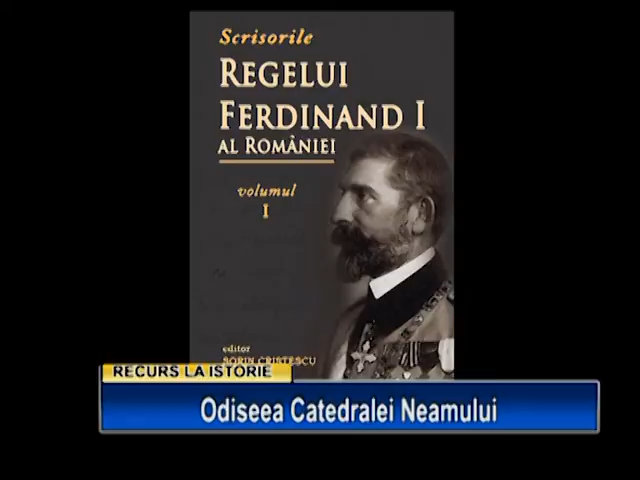 Scrisorile
REGELUI
FERDINAND I
AL ROMÂNIEI
volumul
I
editor
SORIN CRISTESCU
RECURS LA ISTORIE
Odiseea Catedralei Neamului